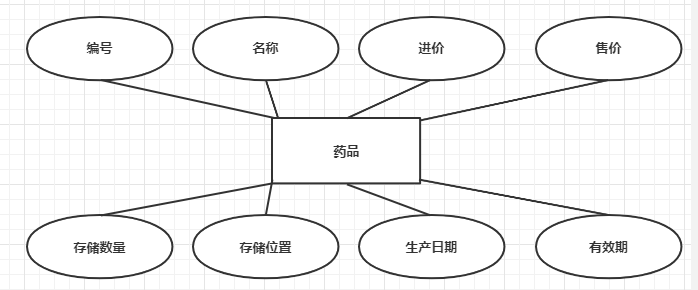 编号
名称
进价
售价
药品
存储数量
存储位置
生产日期
有效期